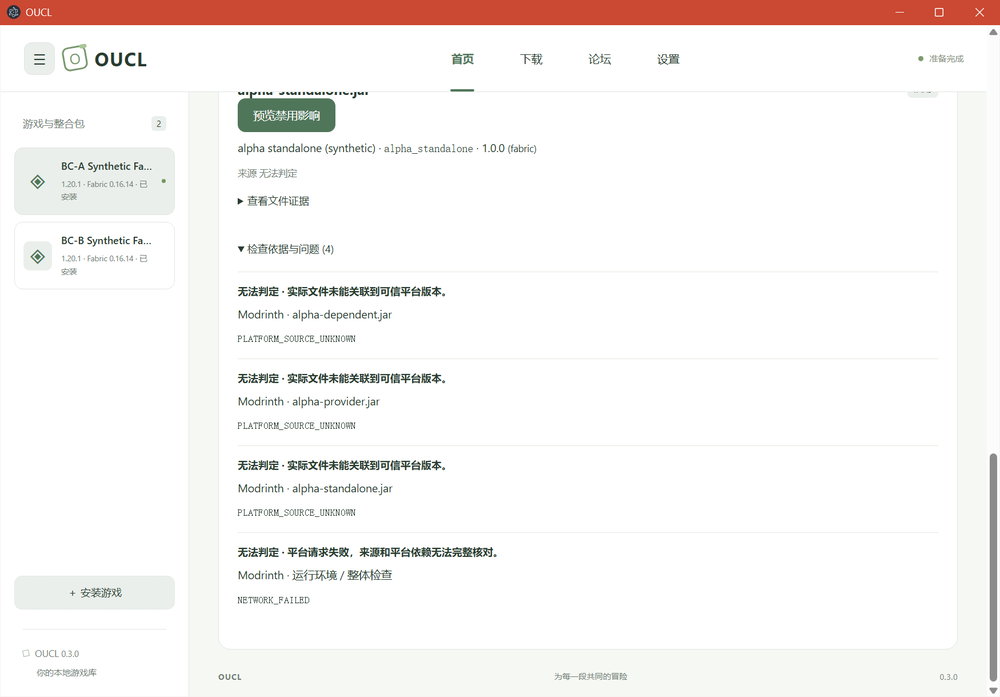 OUCL
OUCL
首页
下载
论坛
设置
准备完成
游戏与整合包
2
BC-A Synthetic Fa...
1.20.1 · Fabric 0.16.14 · 已
安装
BC-B Synthetic Fa...
1.20.1 · Fabric 0.16.14 · 已
安装
+ 安装游戏
OUCL 0.3.0
你的本地游戏库
alpha-standalone.jar
预览禁用影响
alpha standalone (synthetic) · alpha_standalone · 1.0.0 (fabric)
来源 无法判定
▶ 查看文件证据
▼ 检查依据与问题 (4)
无法判定 · 实际文件未能关联到可信平台版本。
Modrinth · alpha-dependent.jar
PLATFORM_SOURCE_UNKNOWN
无法判定 · 实际文件未能关联到可信平台版本。
Modrinth · alpha-provider.jar
PLATFORM_SOURCE_UNKNOWN
无法判定 · 实际文件未能关联到可信平台版本。
Modrinth · alpha-standalone.jar
PLATFORM_SOURCE_UNKNOWN
无法判定 · 平台请求失败，来源和平台依赖无法完整核对。
Modrinth · 运行环境 / 整体检查
NETWORK_FAILED
OUCL
为每一段共同的冒险
0.3.0